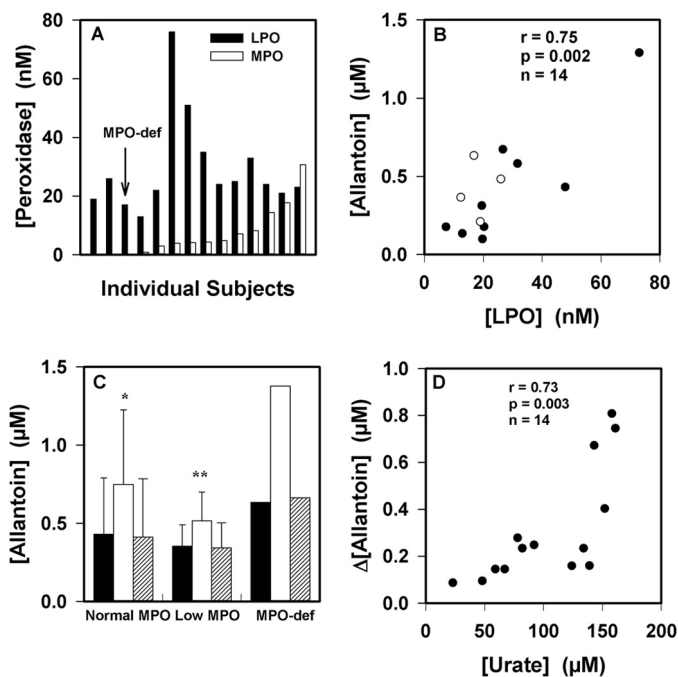 A
LPO
MPO
MPO-def
[Peroxidase] (nM)
80
60
40
20
0
Individual Subjects
B
r = 0.75
p = 0.002
n = 14
[Allantoin] (µM)
1.5
1.0
0.5
0.0
0 20 40 60 80
[LPO] (nM)
C
[Allantoin] (µM)
1.5
1.0
0.5
0.0
*
**
Normal MPO Low MPO MPO-def
D
r = 0.73
p = 0.003
n = 14
Δ[Allantoin] (µM)
1.0
0.8
0.6
0.4
0.2
0.0
0 50 100 150 200
[Urate] (µM)